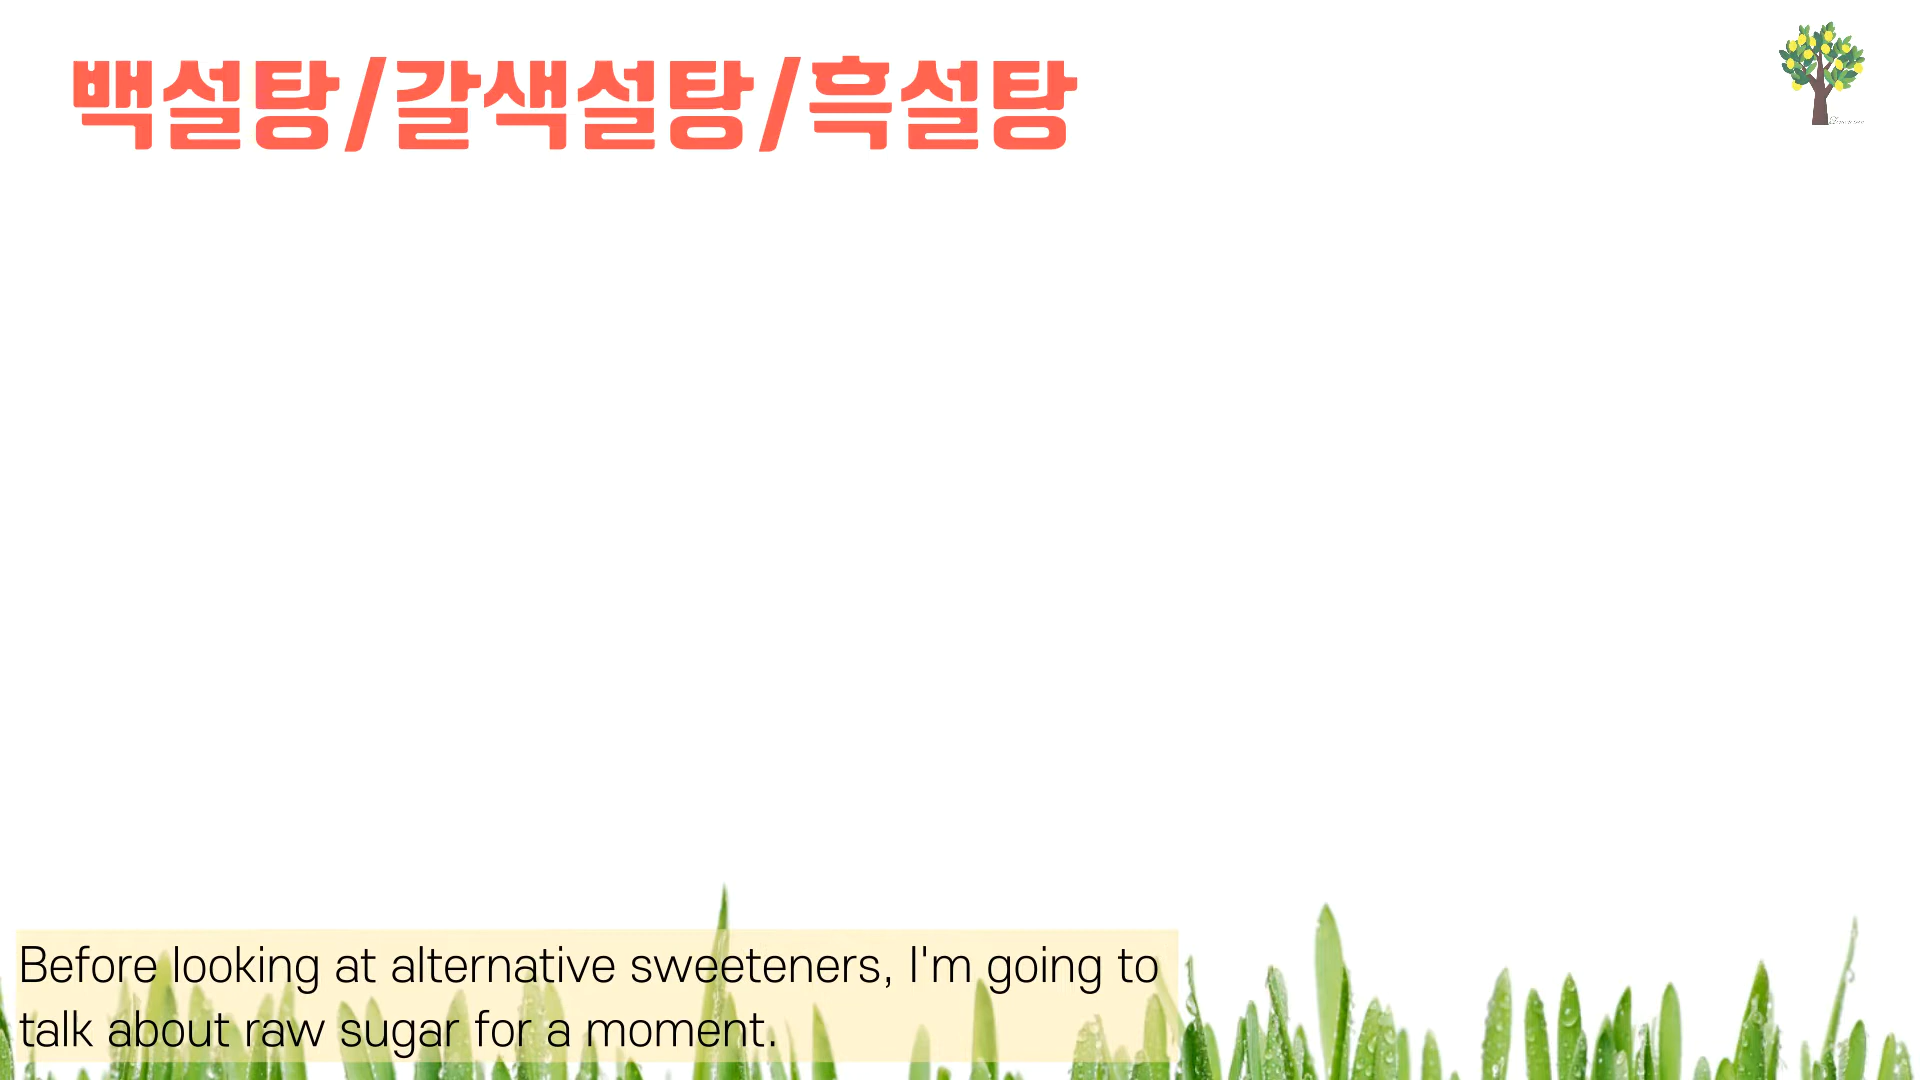 백설탕/갈색설탕/흑설탕
Before looking at alternative sweeteners, I'm going to
talk about raw sugar for a moment.